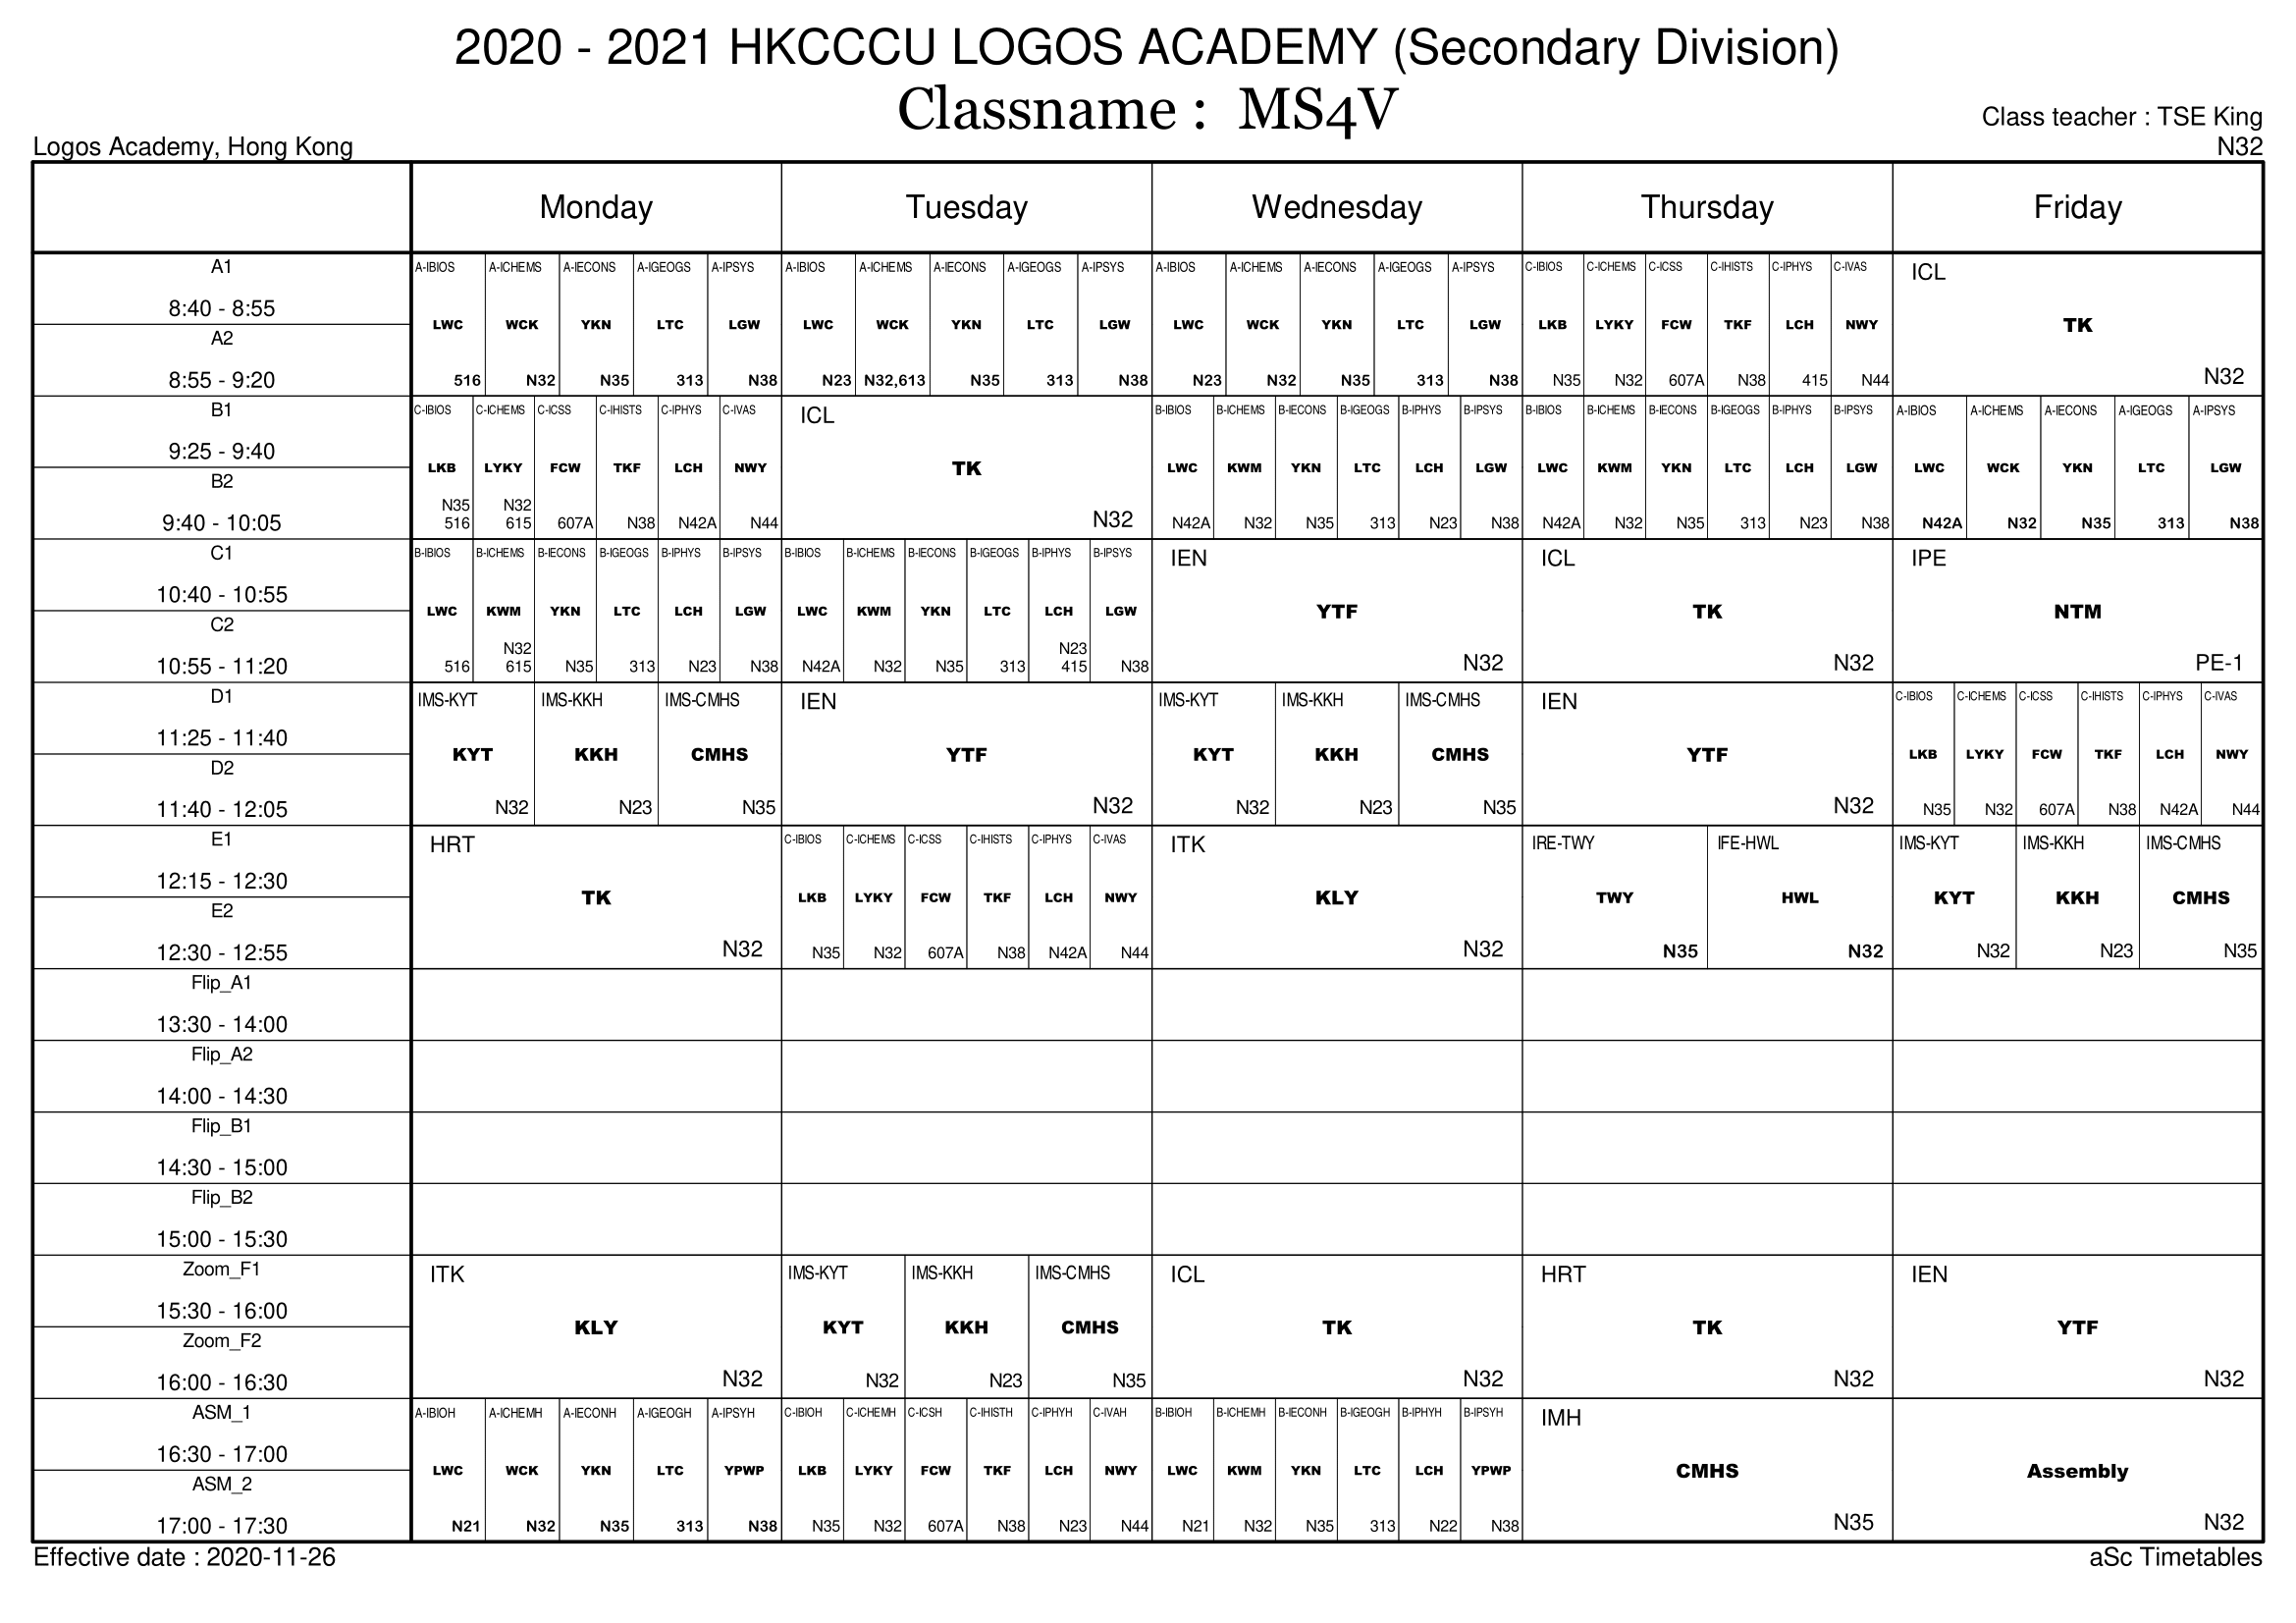 2020 - 2021 HKCCCU LOGOS ACADEMY (Secondary Division)
Classname :  MS4V
Class teacher : TSE King
Logos Academy, Hong Kong
N32
Monday Tuesday Wednesday Thursday Friday
A1
8:40 - 8:55
A2
8:55 - 9:20
A-IBIOS A-ICHEMS A-IECONS A-IGEOGS A-IPSYS A-IBIOS A-ICHEMS A-IECONS A-IGEOGS A-IPSYS A-IBIOS A-ICHEMS A-IECONS A-IGEOGS A-IPSYS C-IBIOS C-ICHEMS C-ICSS C-IHISTS C-IPHYS C-IVAS ICL
LWC WCK YKN LTC LGW LWC WCK YKN LTC LGW LWC WCK YKN LTC LGW LKB LYKY FCW TKF LCH NWY TK
516 N32 N35 313 N38 N23 N32,613 N35 313 N38 N23 N32 N35 313 N38 N35 N32 607A N38 415 N44 N32
B1
9:25 - 9:40
B2
9:40 - 10:05
C-IBIOS C-ICHEMS C-ICSS C-IHISTS C-IPHYS C-IVAS ICL B-IBIOS B-ICHEMS B-IECONS B-IGEOGS B-IPHYS B-IPSYS B-IBIOS B-ICHEMS B-IECONS B-IGEOGS B-IPHYS B-IPSYS A-IBIOS A-ICHEMS A-IECONS A-IGEOGS A-IPSYS
LKB LYKY FCW TKF LCH NWY TK LWC KWM YKN LTC LCH LGW LWC KWM YKN LTC LCH LGW LWC WCK YKN LTC LGW
N35 N32
516 615 607A N38 N42A N44 N32 N42A N32 N35 313 N23 N38 N42A N32 N35 313 N23 N38 N42A N32 N35 313 N38
C1
10:40 - 10:55
C2
10:55 - 11:20
B-IBIOS B-ICHEMS B-IECONS B-IGEOGS B-IPHYS B-IPSYS B-IBIOS B-ICHEMS B-IECONS B-IGEOGS B-IPHYS B-IPSYS IEN ICL IPE
LWC KWM YKN LTC LCH LGW LWC KWM YKN LTC LCH LGW YTF TK NTM
N32 N23
516 615 N35 313 N23 N38 N42A N32 N35 313 415 N38 N32 N32 PE-1
D1
11:25 - 11:40
D2
11:40 - 12:05
IMS-KYT IMS-KKH IMS-CMHS IEN IMS-KYT IMS-KKH IMS-CMHS IEN C-IBIOS C-ICHEMS C-ICSS C-IHISTS C-IPHYS C-IVAS
KYT KKH CMHS YTF KYT KKH CMHS YTF LKB LYKY FCW TKF LCH NWY
N32 N23 N35 N32 N32 N23 N35 N32 N35 N32 607A N38 N42A N44
E1
12:15 - 12:30
E2
12:30 - 12:55
HRT C-IBIOS C-ICHEMS C-ICSS C-IHISTS C-IPHYS C-IVAS ITK IRE-TWY IFE-HWL IMS-KYT IMS-KKH IMS-CMHS
TK LKB LYKY FCW TKF LCH NWY KLY TWY HWL KYT KKH CMHS
N32 N35 N32 607A N38 N42A N44 N32 N35 N32 N32 N23 N35
Flip_A1
13:30 - 14:00
Flip_A2
14:00 - 14:30
Flip_B1
14:30 - 15:00
Flip_B2
15:00 - 15:30
Zoom_F1
15:30 - 16:00
Zoom_F2
16:00 - 16:30
ITK IMS-KYT IMS-KKH IMS-CMHS ICL HRT IEN
KLY KYT KKH CMHS TK TK YTF
N32 N32 N23 N35 N32 N32 N32
ASM_1
16:30 - 17:00
ASM_2
17:00 - 17:30
A-IBIOH A-ICHEMH A-IECONH A-IGEOGH A-IPSYH C-IBIOH C-ICHEMH C-ICSH C-IHISTH C-IPHYH C-IVAH B-IBIOH B-ICHEMH B-IECONH B-IGEOGH B-IPHYH B-IPSYH IMH
LWC WCK YKN LTC YPWP LKB LYKY FCW TKF LCH NWY LWC KWM YKN LTC LCH YPWP CMHS Assembly
N21 N32 N35 313 N38 N35 N32 607A N38 N23 N44 N21 N32 N35 313 N22 N38 N35 N32
Effective date : 2020-11-26
aSc Timetables